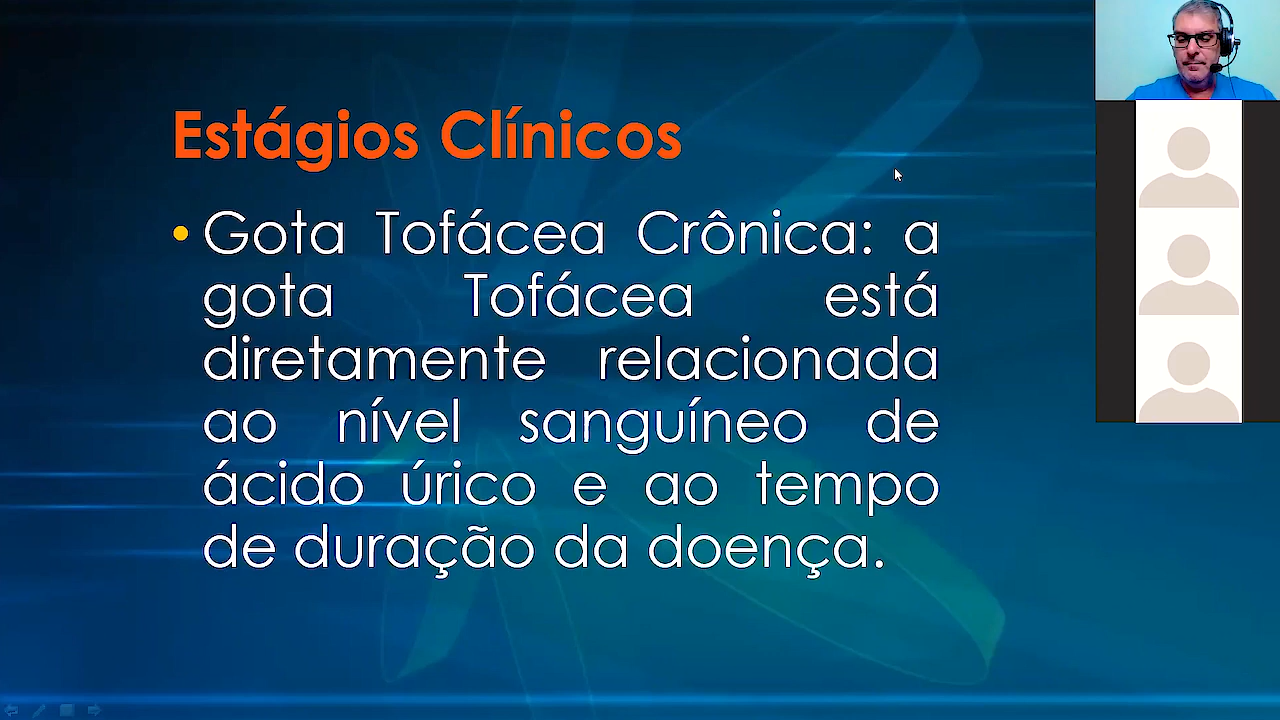 Estágios Clínicos
• Gota Tofácea Crônica: a
gota Tofácea está
diretamente relacionada
ao nível sanguíneo de
ácido úrico e ao tempo
de duração da doença.